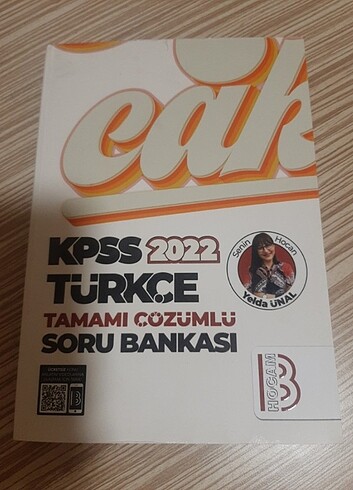 cak
KPSS 2022
TÜRKÇE
TAMAMI ÇÖZÜMLÜ
SORU BANKASI
Senin Hocan
Yelda ÜNAL
B
HOCAM